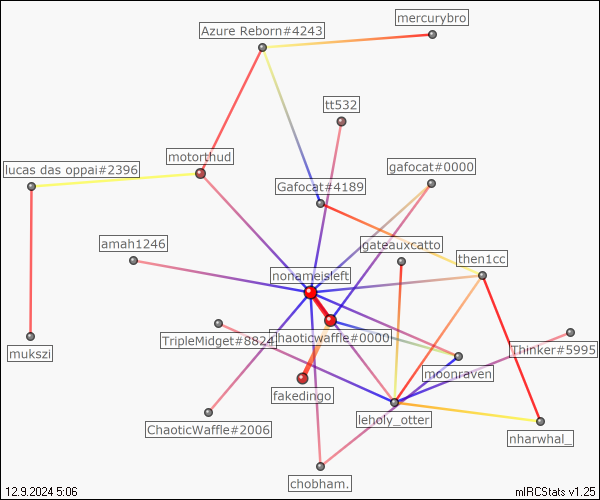 mercurybro
Azure Reborn#4243
tt532
motorthud
gafocat#0000
lucas das oppai#2396
Gafocat#4189
amah1246
gateauxcatto
then1cc
nonameisleft
TripleMidget#8824
chaoticwaffle#0000
Thinker#5995
mukszi
moonraven
fakedingo
leholy_otter
ChaoticWaffle#2006
nharwhal_
chobham.
12.9.2024 5:06
mIRCStats v1.25